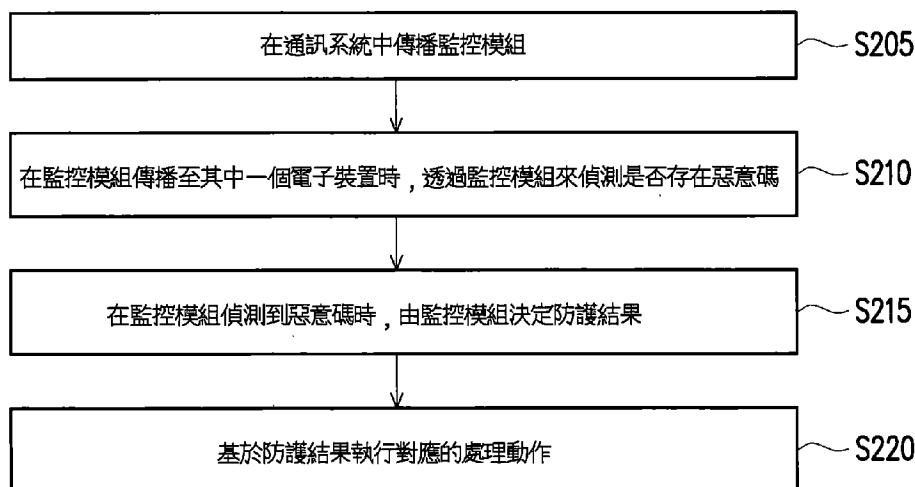 在通訊系統中傳播監控模組
S205
在監控模組傳播至其中一個電子裝置時，透過監控模組來偵測是否存在惡意碼
S210
在監控模組偵測到惡意碼時，由監控模組決定防護結果
S215
基於防護結果執行對應的處理動作
S220